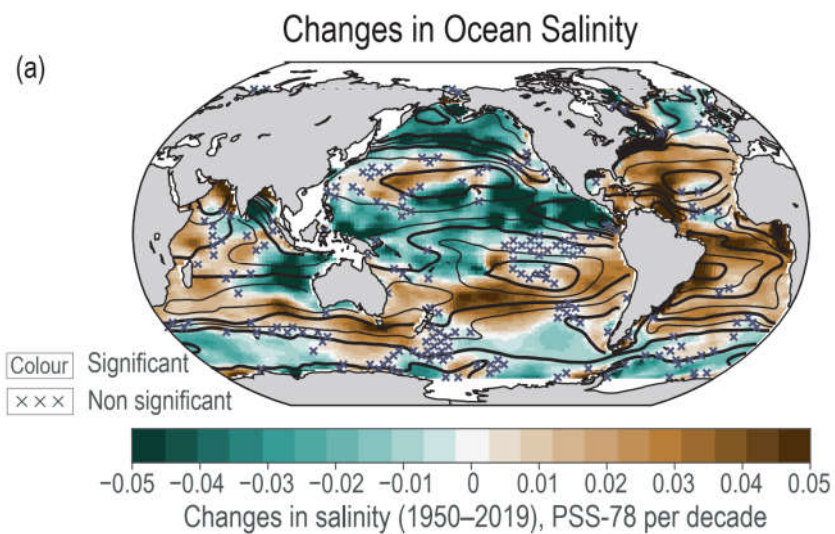 Changes in Ocean Salinity
(a)
Colour Significant
××× Non significant
−0.05 −0.04 −0.03 −0.02 −0.01 0 0.01 0.02 0.03 0.04 0.05
Changes in salinity (1950–2019), PSS-78 per decade